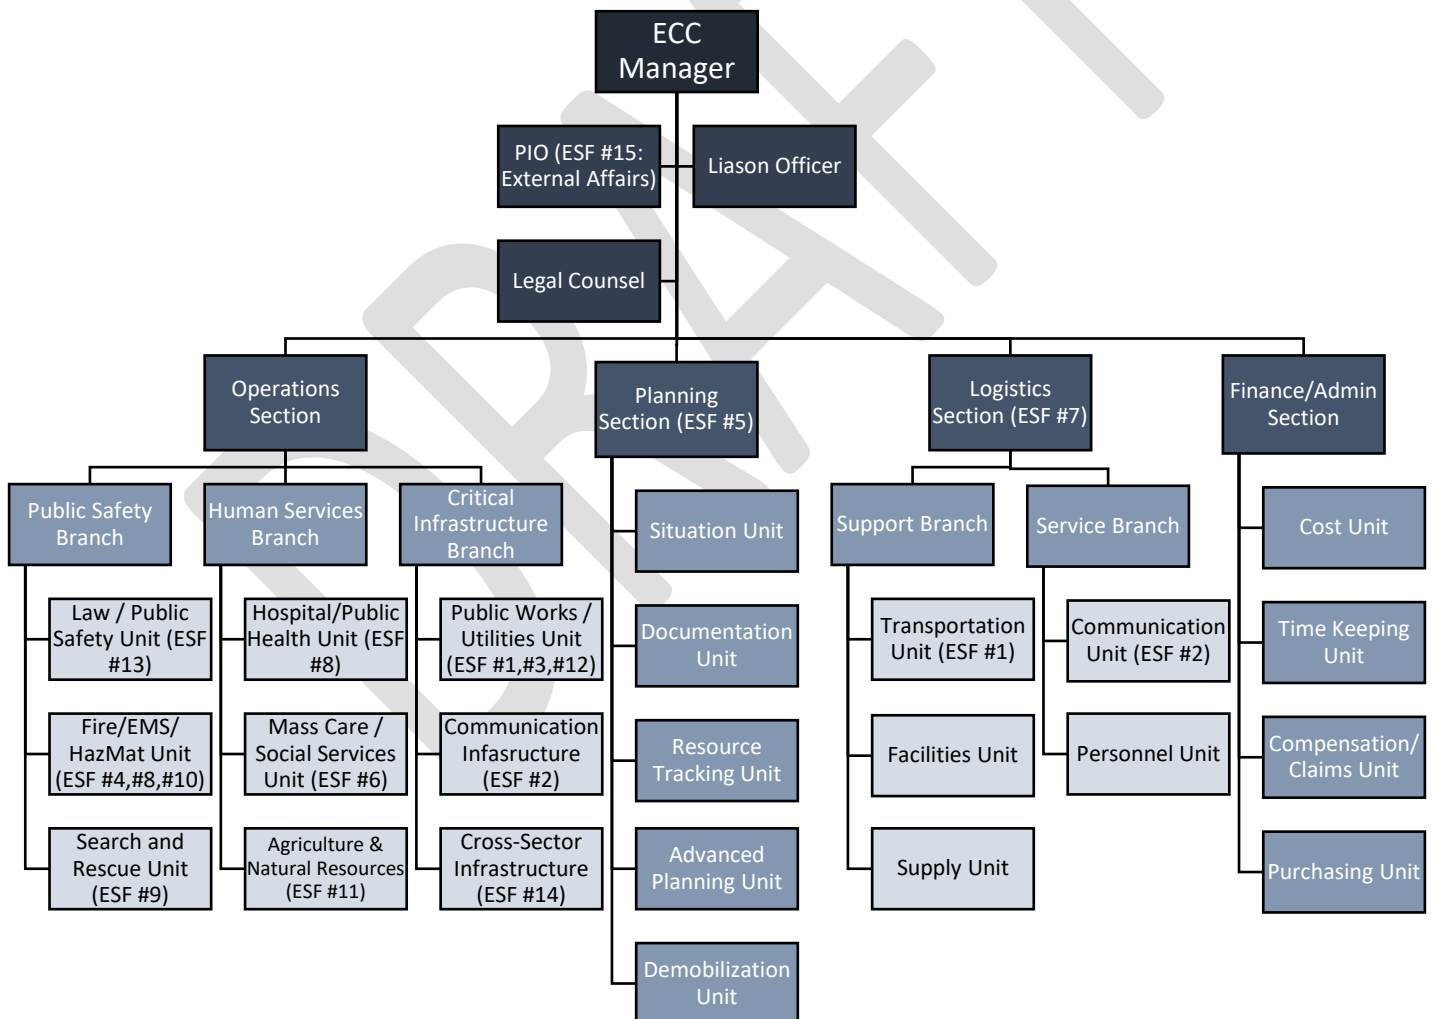 ECC
Manager
PIO (ESF #15:
External Affairs)
Liason Officer
Legal Counsel
Operations
Section
Planning
Section (ESF #5)
Logistics
Section (ESF #7)
Finance/Admin
Section
Public Safety
Branch
Human Services
Branch
Critical
Infrastructure
Branch
Situation Unit
Support Branch
Service Branch
Cost Unit
Law / Public
Safety Unit (ESF
#13)
Hospital/Public
Health Unit (ESF
#8)
Public Works /
Utilities Unit
(ESF #1,#3,#12)
Documentation
Unit
Transportation
Unit (ESF #1)
Communication
Unit (ESF #2)
Time Keeping
Unit
Fire/EMS/
HazMat Unit
(ESF #4,#8,#10)
Mass Care /
Social Services
Unit (ESF #6)
Communication
Infasructure
(ESF #2)
Resource
Tracking Unit
Facilities Unit
Personnel Unit
Compensation/
Claims Unit
Search and
Rescue Unit
(ESF #9)
Agriculture &
Natural Resources
(ESF #11)
Cross-Sector
Infrastructure
(ESF #14)
Advanced
Planning Unit
Supply Unit
Purchasing Unit
Demobilization
Unit
DRAFT